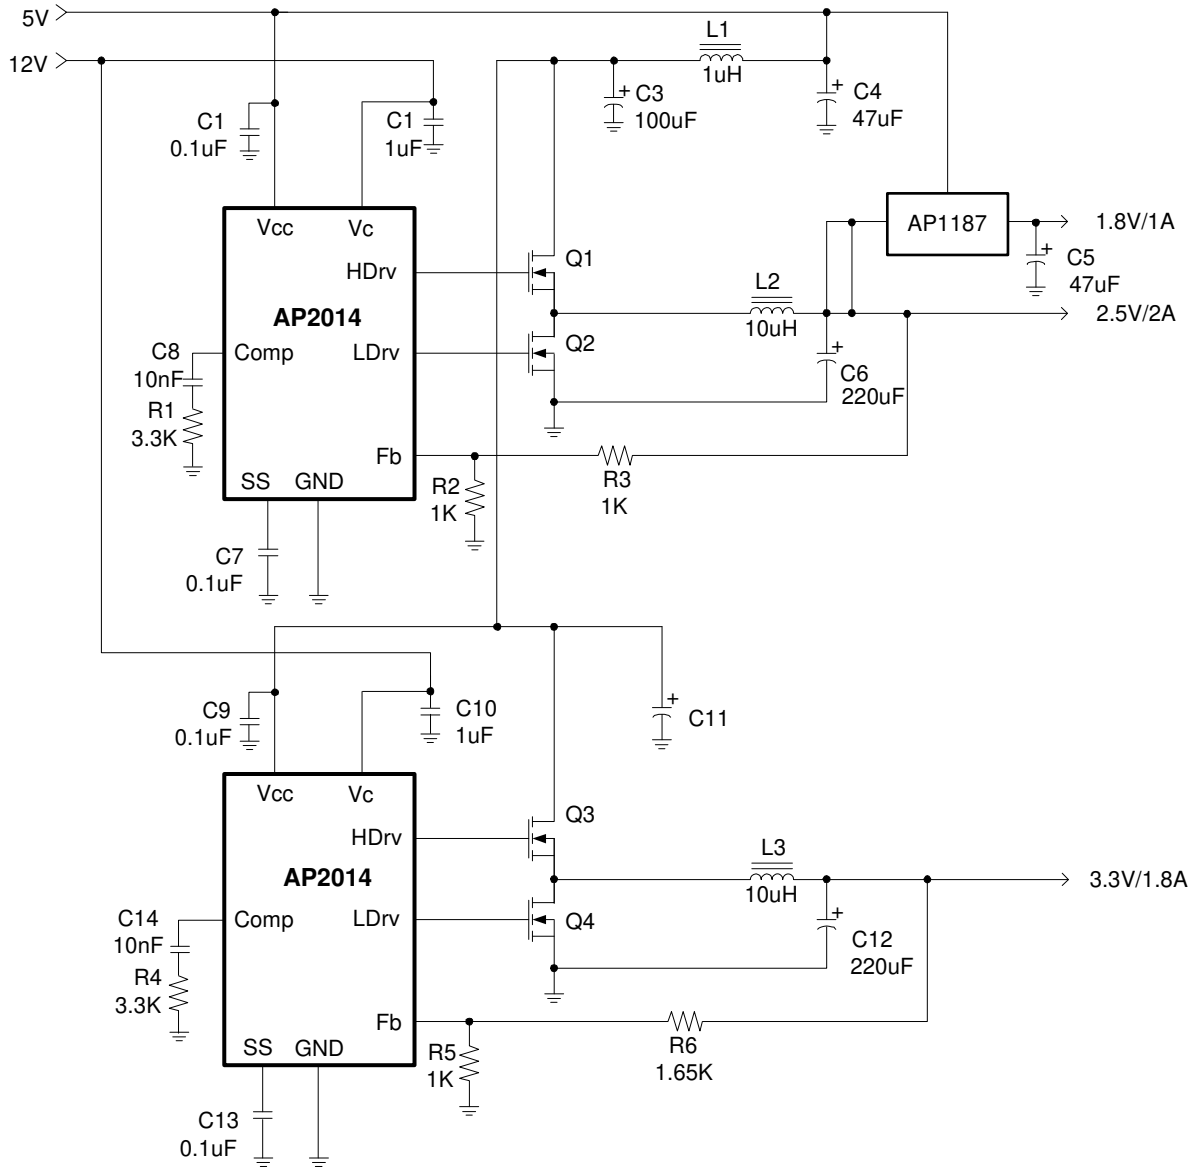 5V
12V
L1
1uH
+
C3
100uF
+
C4
47uF
C1
0.1uF
C1
1uF
Vcc
Vc
HDrv
AP2014
Comp
LDrv
Fb
SS
GND
Q1
Q2
AP1187
1.8V/1A
+
C5
47uF
L2
10uH
2.5V/2A
+
C6
220uF
C8
10nF
R1
3.3K
R2
1K
R3
1K
C7
0.1uF
C9
0.1uF
C10
1uF
+
C11
Vcc
Vc
HDrv
AP2014
Comp
LDrv
Fb
SS
GND
Q3
Q4
L3
10uH
3.3V/1.8A
+
C12
220uF
C14
10nF
R4
3.3K
R5
1K
R6
1.65K
C13
0.1uF